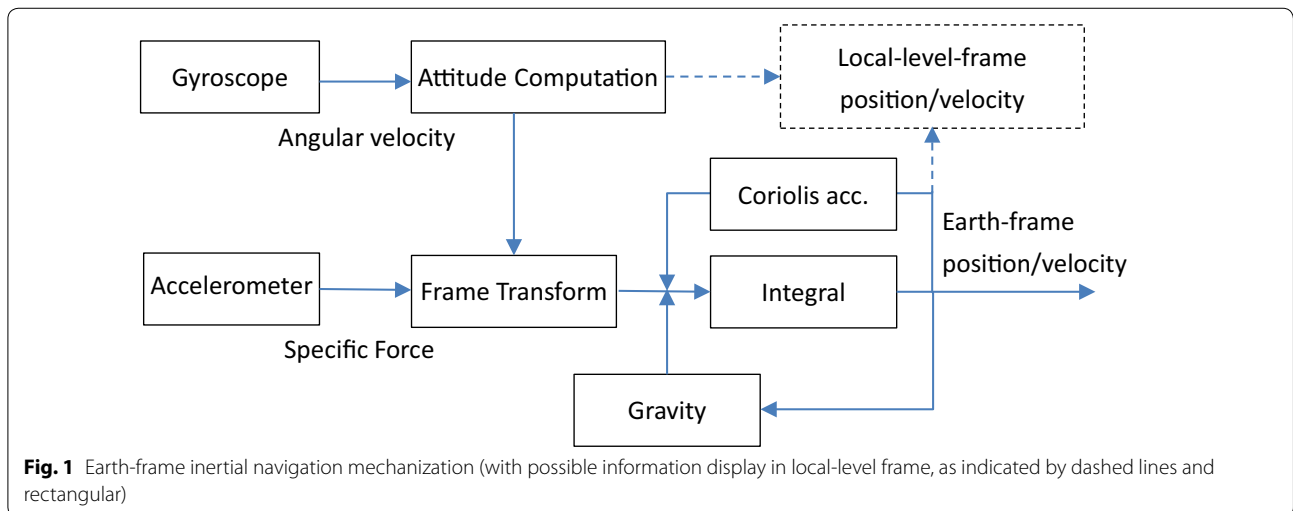 Gyroscope
Attitude Computation
Local-level-frame
position/velocity
Angular velocity
Coriolis acc.
Earth-frame
position/velocity
Accelerometer
Frame Transform
Integral
Specific Force
Gravity
Fig. 1 Earth-frame inertial navigation mechanization (with possible information display in local-level frame, as indicated by dashed lines and
rectangular)